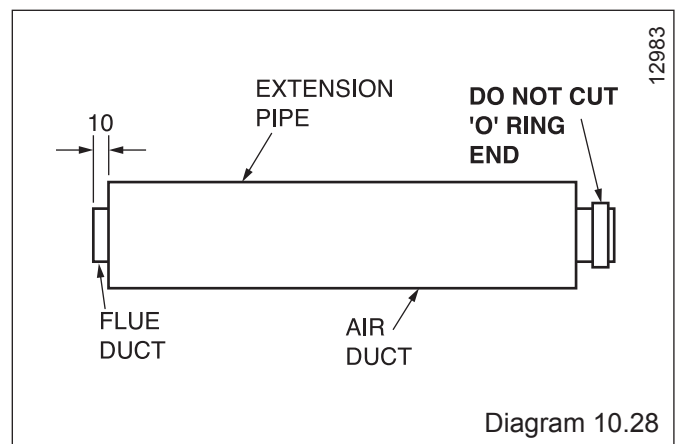 12983
EXTENSION
PIPE
DO NOT CUT
'O' RING
END
10
FLUE
DUCT
AIR
DUCT
Diagram 10.28